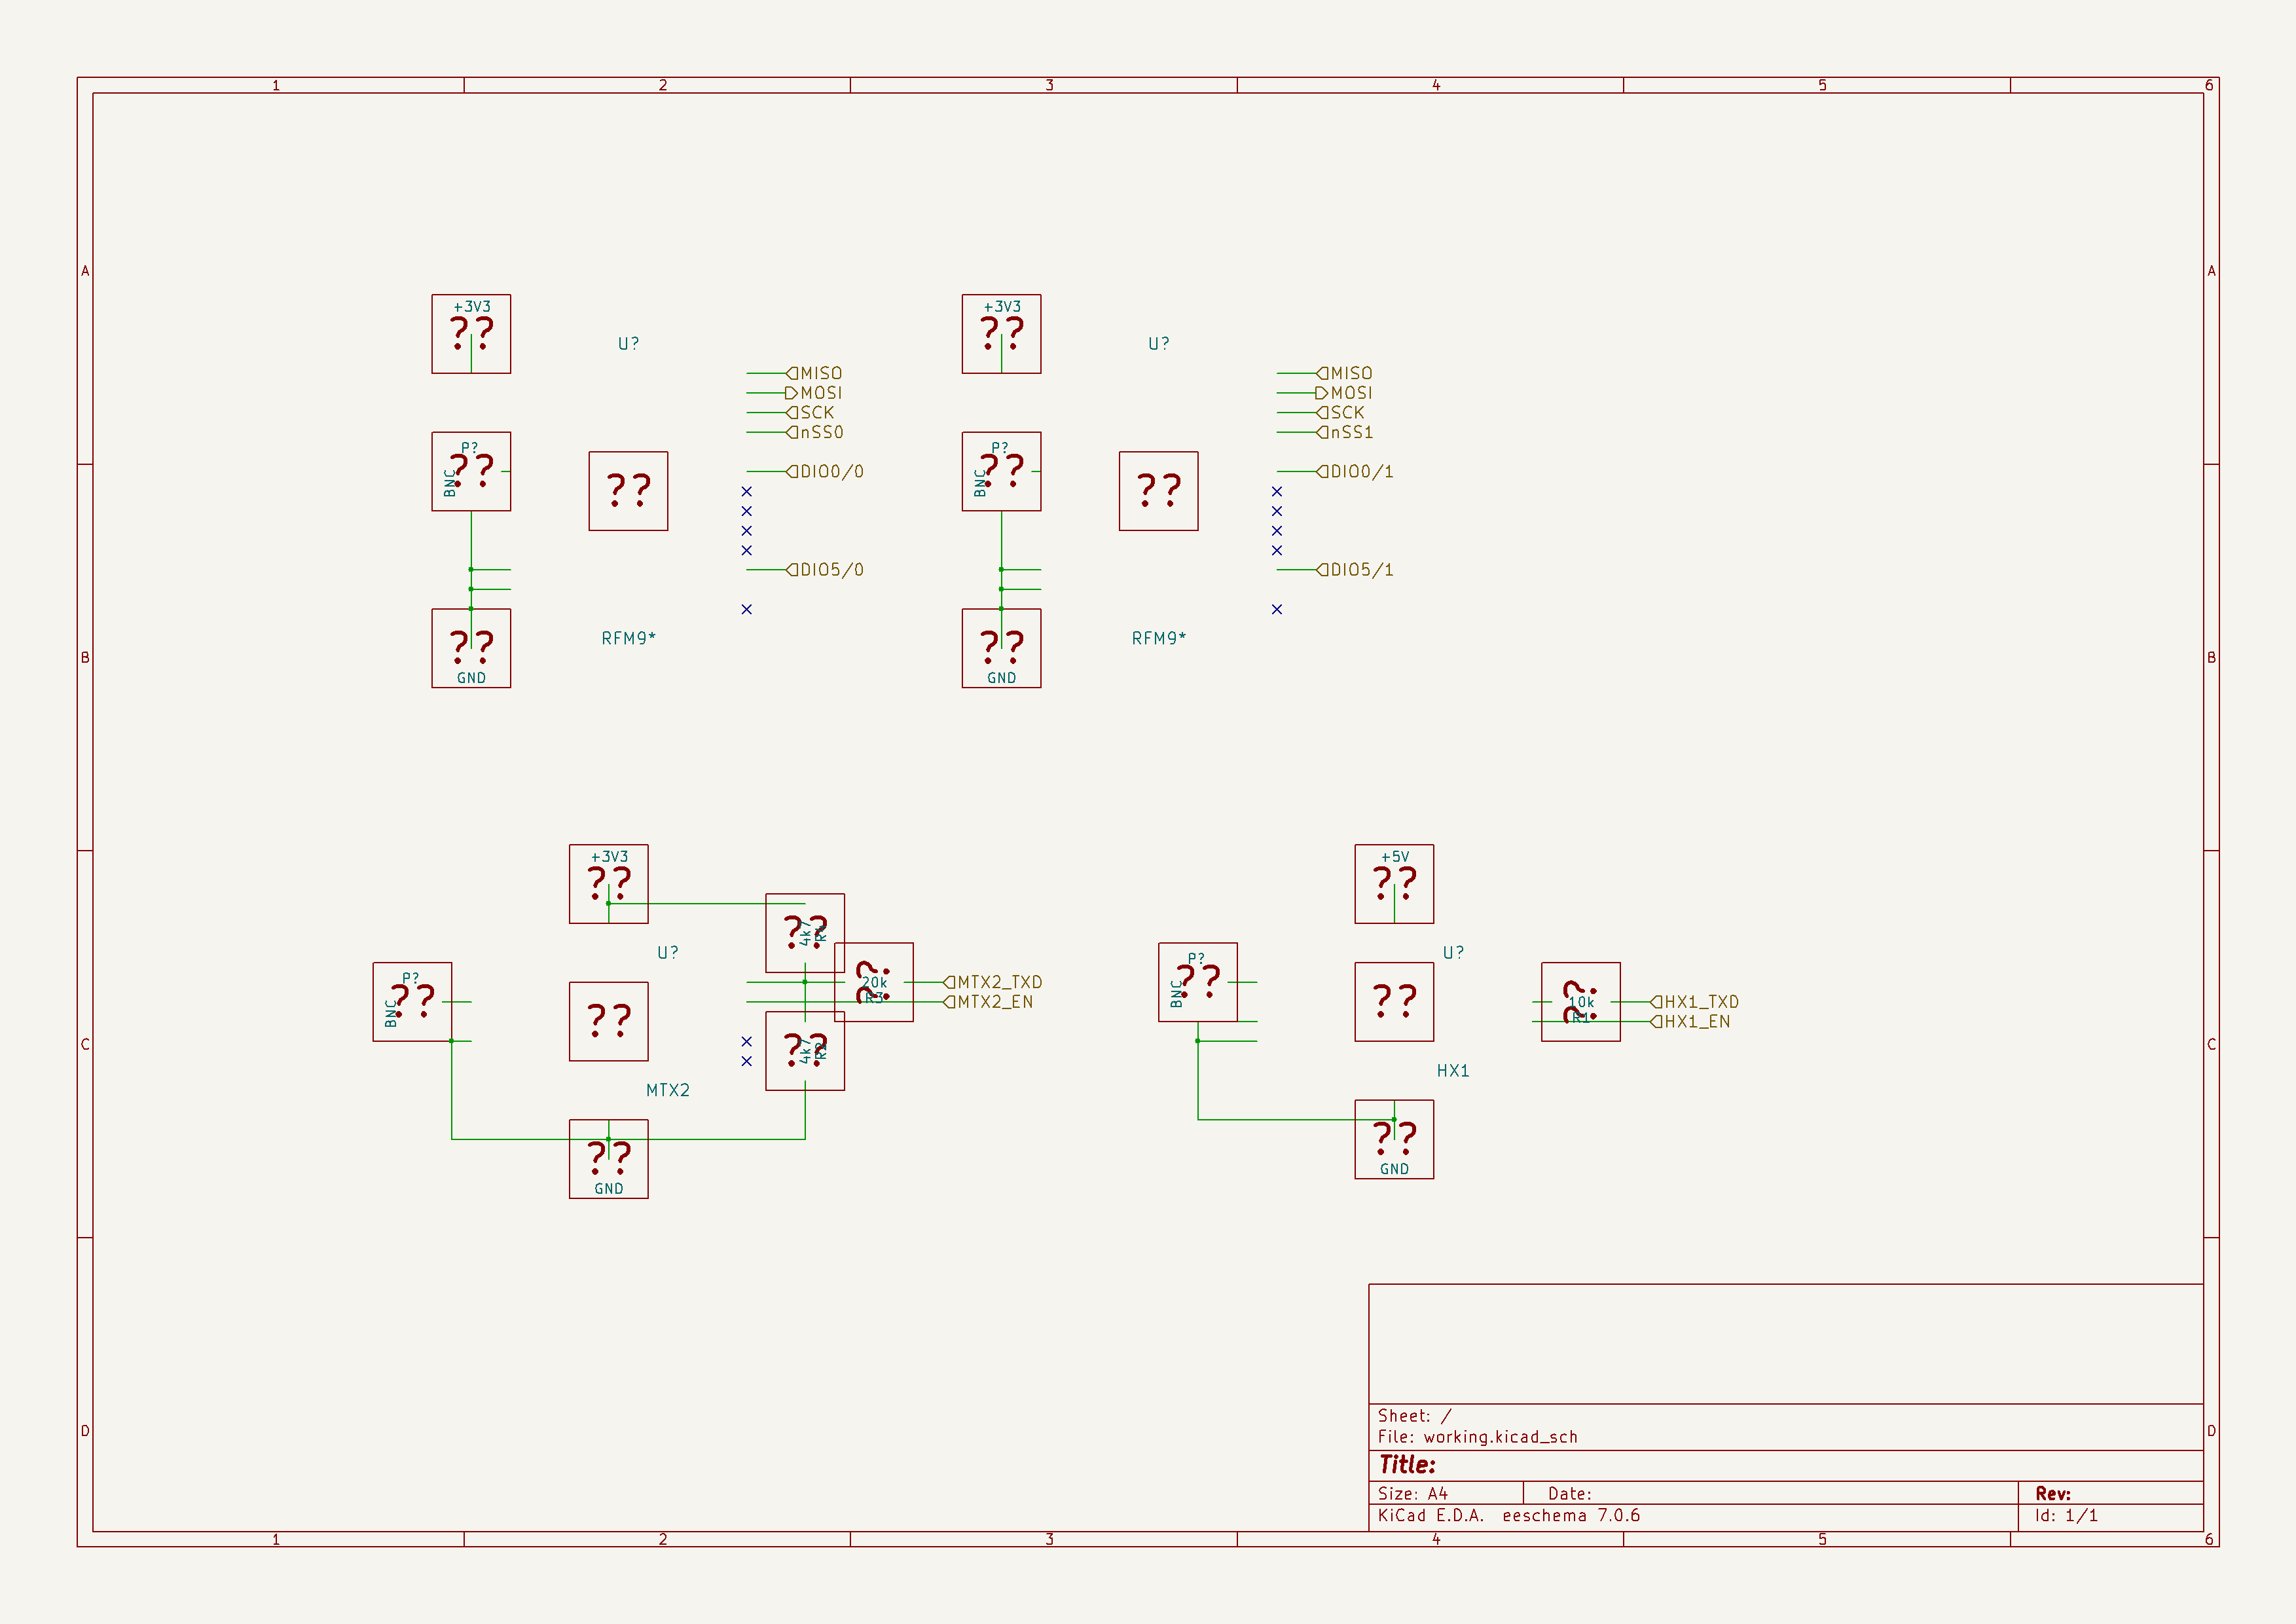 1 2 3 4 5 6
A A
+3V3 +3V3
?? ??
U? U?
MISO MISO
MOSI MOSI
SCK SCK
nSS0 nSS1
P? P?
?? ??
BNC BNC
DIO0/0 DIO0/1
?? ??
DIO5/0 DIO5/1
RFM9* RFM9*
?? ??
GND GND
B B
+3V3 +5V
?? ??
4k7
??
U? P? U?
P? 20k MTX2_TXD
?? R3 MTX2_EN
BNC
??
??
BNC
??
10k HX1_TXD
R1 HX1_EN
??
??
4k7 R2
??
C C
MTX2 HX1
?? ??
GND GND
D D
Sheet: /
File: working.kicad_sch
Title:
Size: A4 Date: Rev:
KiCad E.D.A. eeschema 7.0.6 Id: 1/1
1 2 3 4 5 6